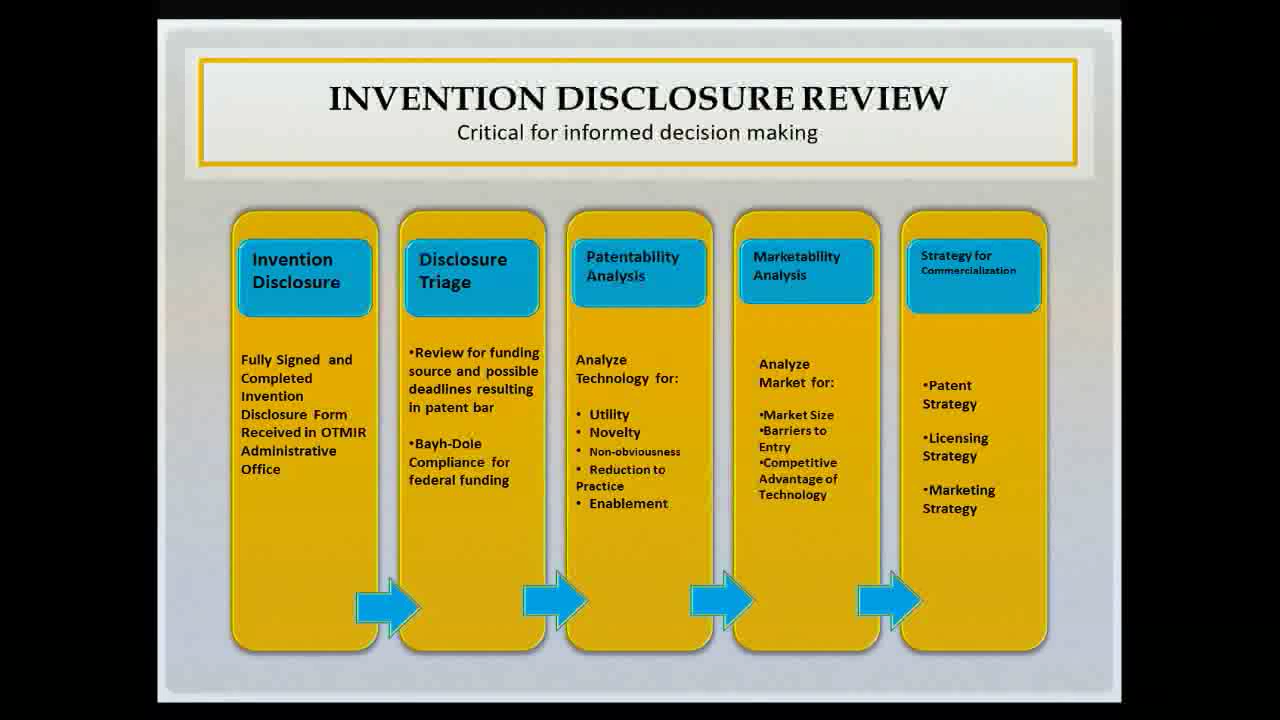 INVENTION DISCLOSURE REVIEW
Critical for informed decision making
Invention
Disclosure
Fully Signed and
Completed
Invention
Disclosure Form
Received in OTMIR
Administrative
Office
Disclosure
Triage
•Review for funding
source and possible
deadlines resulting
in patent bar
•Bayh-Dole
Compliance for
federal funding
Patentability
Analysis
Analyze
Technology for:
• Utility
• Novelty
• Non-obviousness
• Reduction to
Practice
• Enablement
Marketability
Analysis
Analyze
Market for:
•Market Size
•Barriers to
Entry
•Competitive
Advantage of
Technology
Strategy for
Commercialization
•Patent
Strategy
•Licensing
Strategy
•Marketing
Strategy